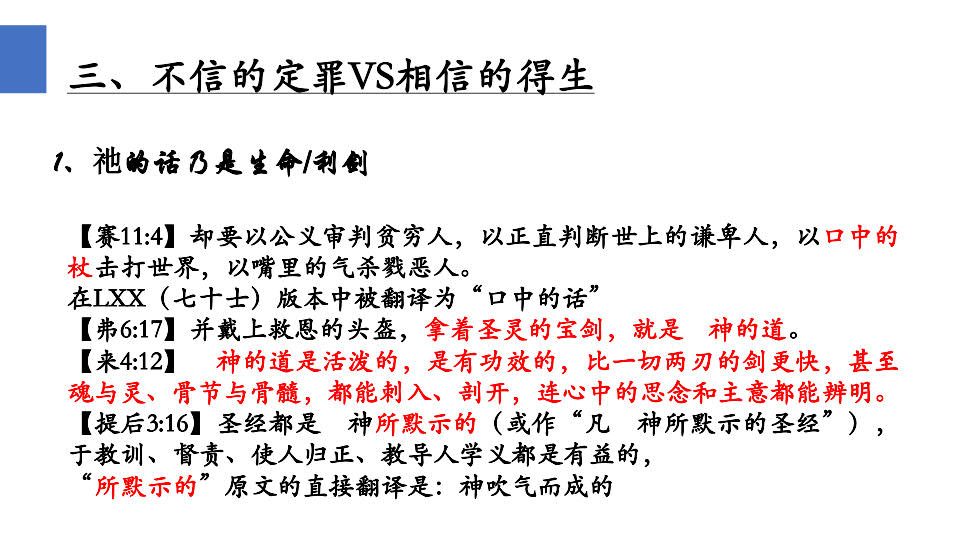 三、不信的定罪VS相信的得生
1、祂的话乃是生命/利剑
【赛11:4】却要以公义审判贫穷人，以正直判断世上的谦卑人，以口中的
杖击打世界，以嘴里的气杀戮恶人。
在LXX（七十士）版本中被翻译为“口中的话”
【弗6:17】并戴上救恩的头盔，拿着圣灵的宝剑，就是　神的道。
【来4:12】　神的道是活泼的，是有功效的，比一切两刃的剑更快，甚至
魂与灵、骨节与骨髓，都能刺入、剖开，连心中的思念和主意都能辨明。
【提后3:16】圣经都是　神所默示的（或作“凡　神所默示的圣经”），
于教训、督责、使人归正、教导人学义都是有益的，
“所默示的”原文的直接翻译是：神吹气而成的